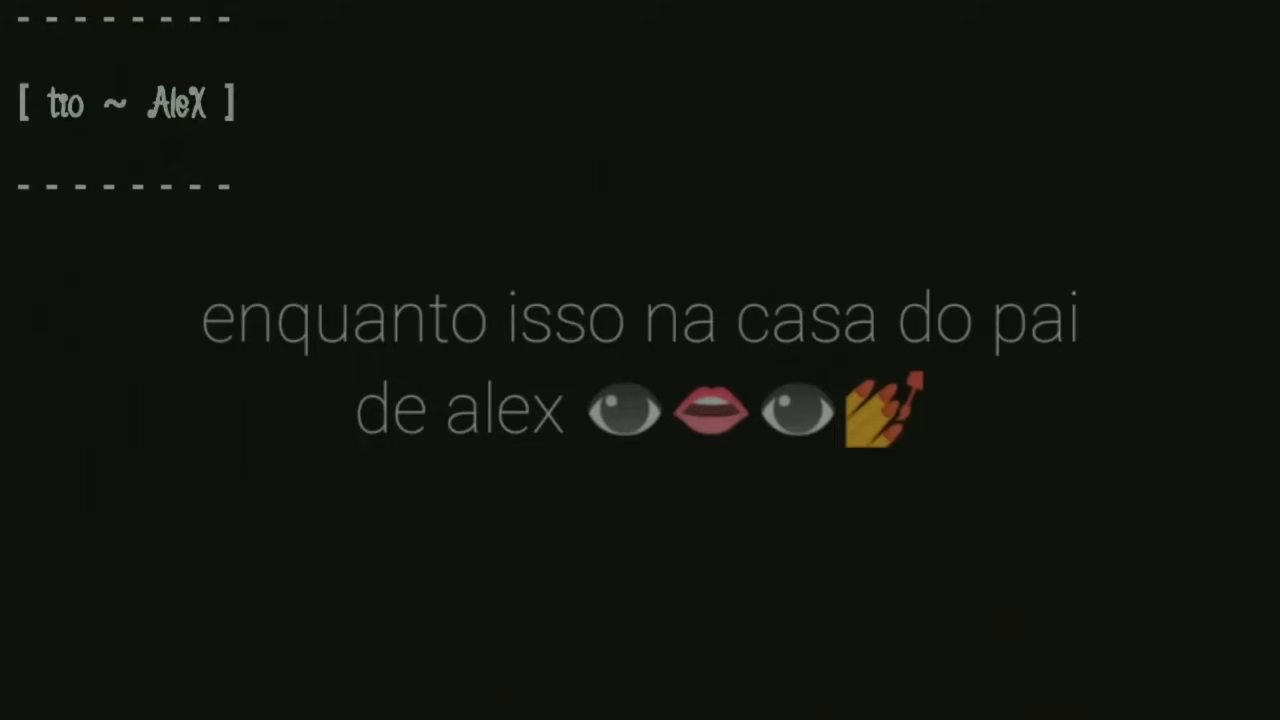 - - - - - - - -
[ tio ~ AleX ]
- - - - - - - -
enquanto isso na casa do pai
de alex 👁👄👁💅